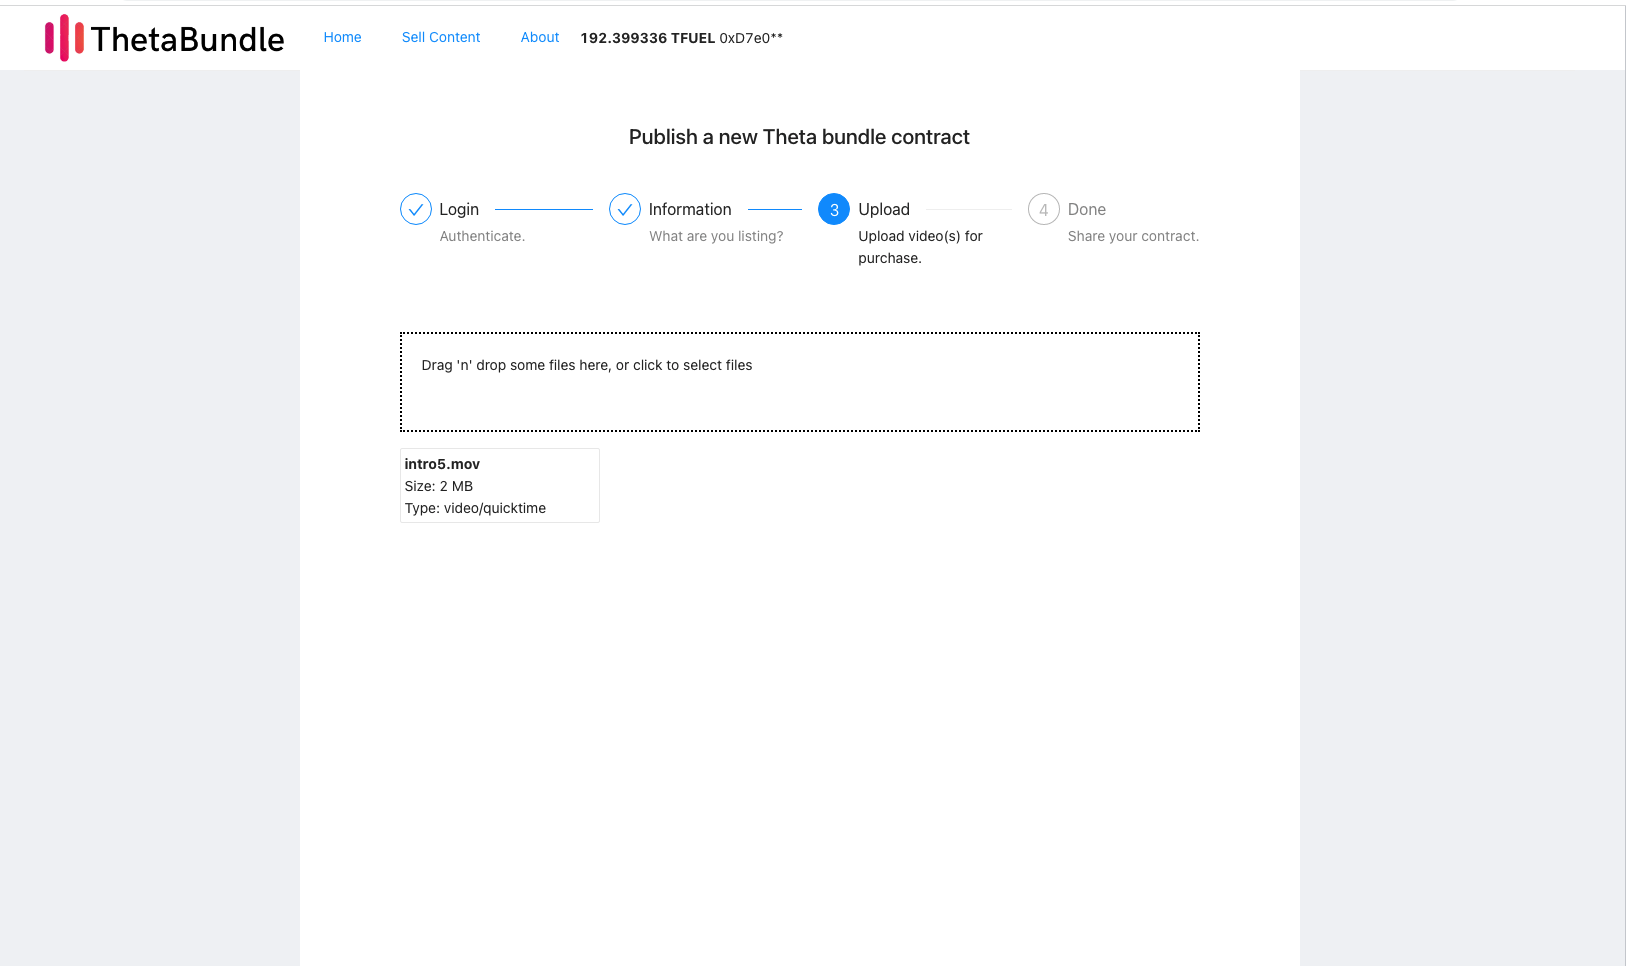 ThetaBundle
Home Sell Content About 192.399336 TFUEL 0xD7e0**
Publish a new Theta bundle contract
Login Information 3 Upload 4 Done
Authenticate. What are you listing? Upload video(s) for Share your contract.
purchase.
Drag 'n' drop some files here, or click to select files
intro5.mov
Size: 2 MB
Type: video/quicktime